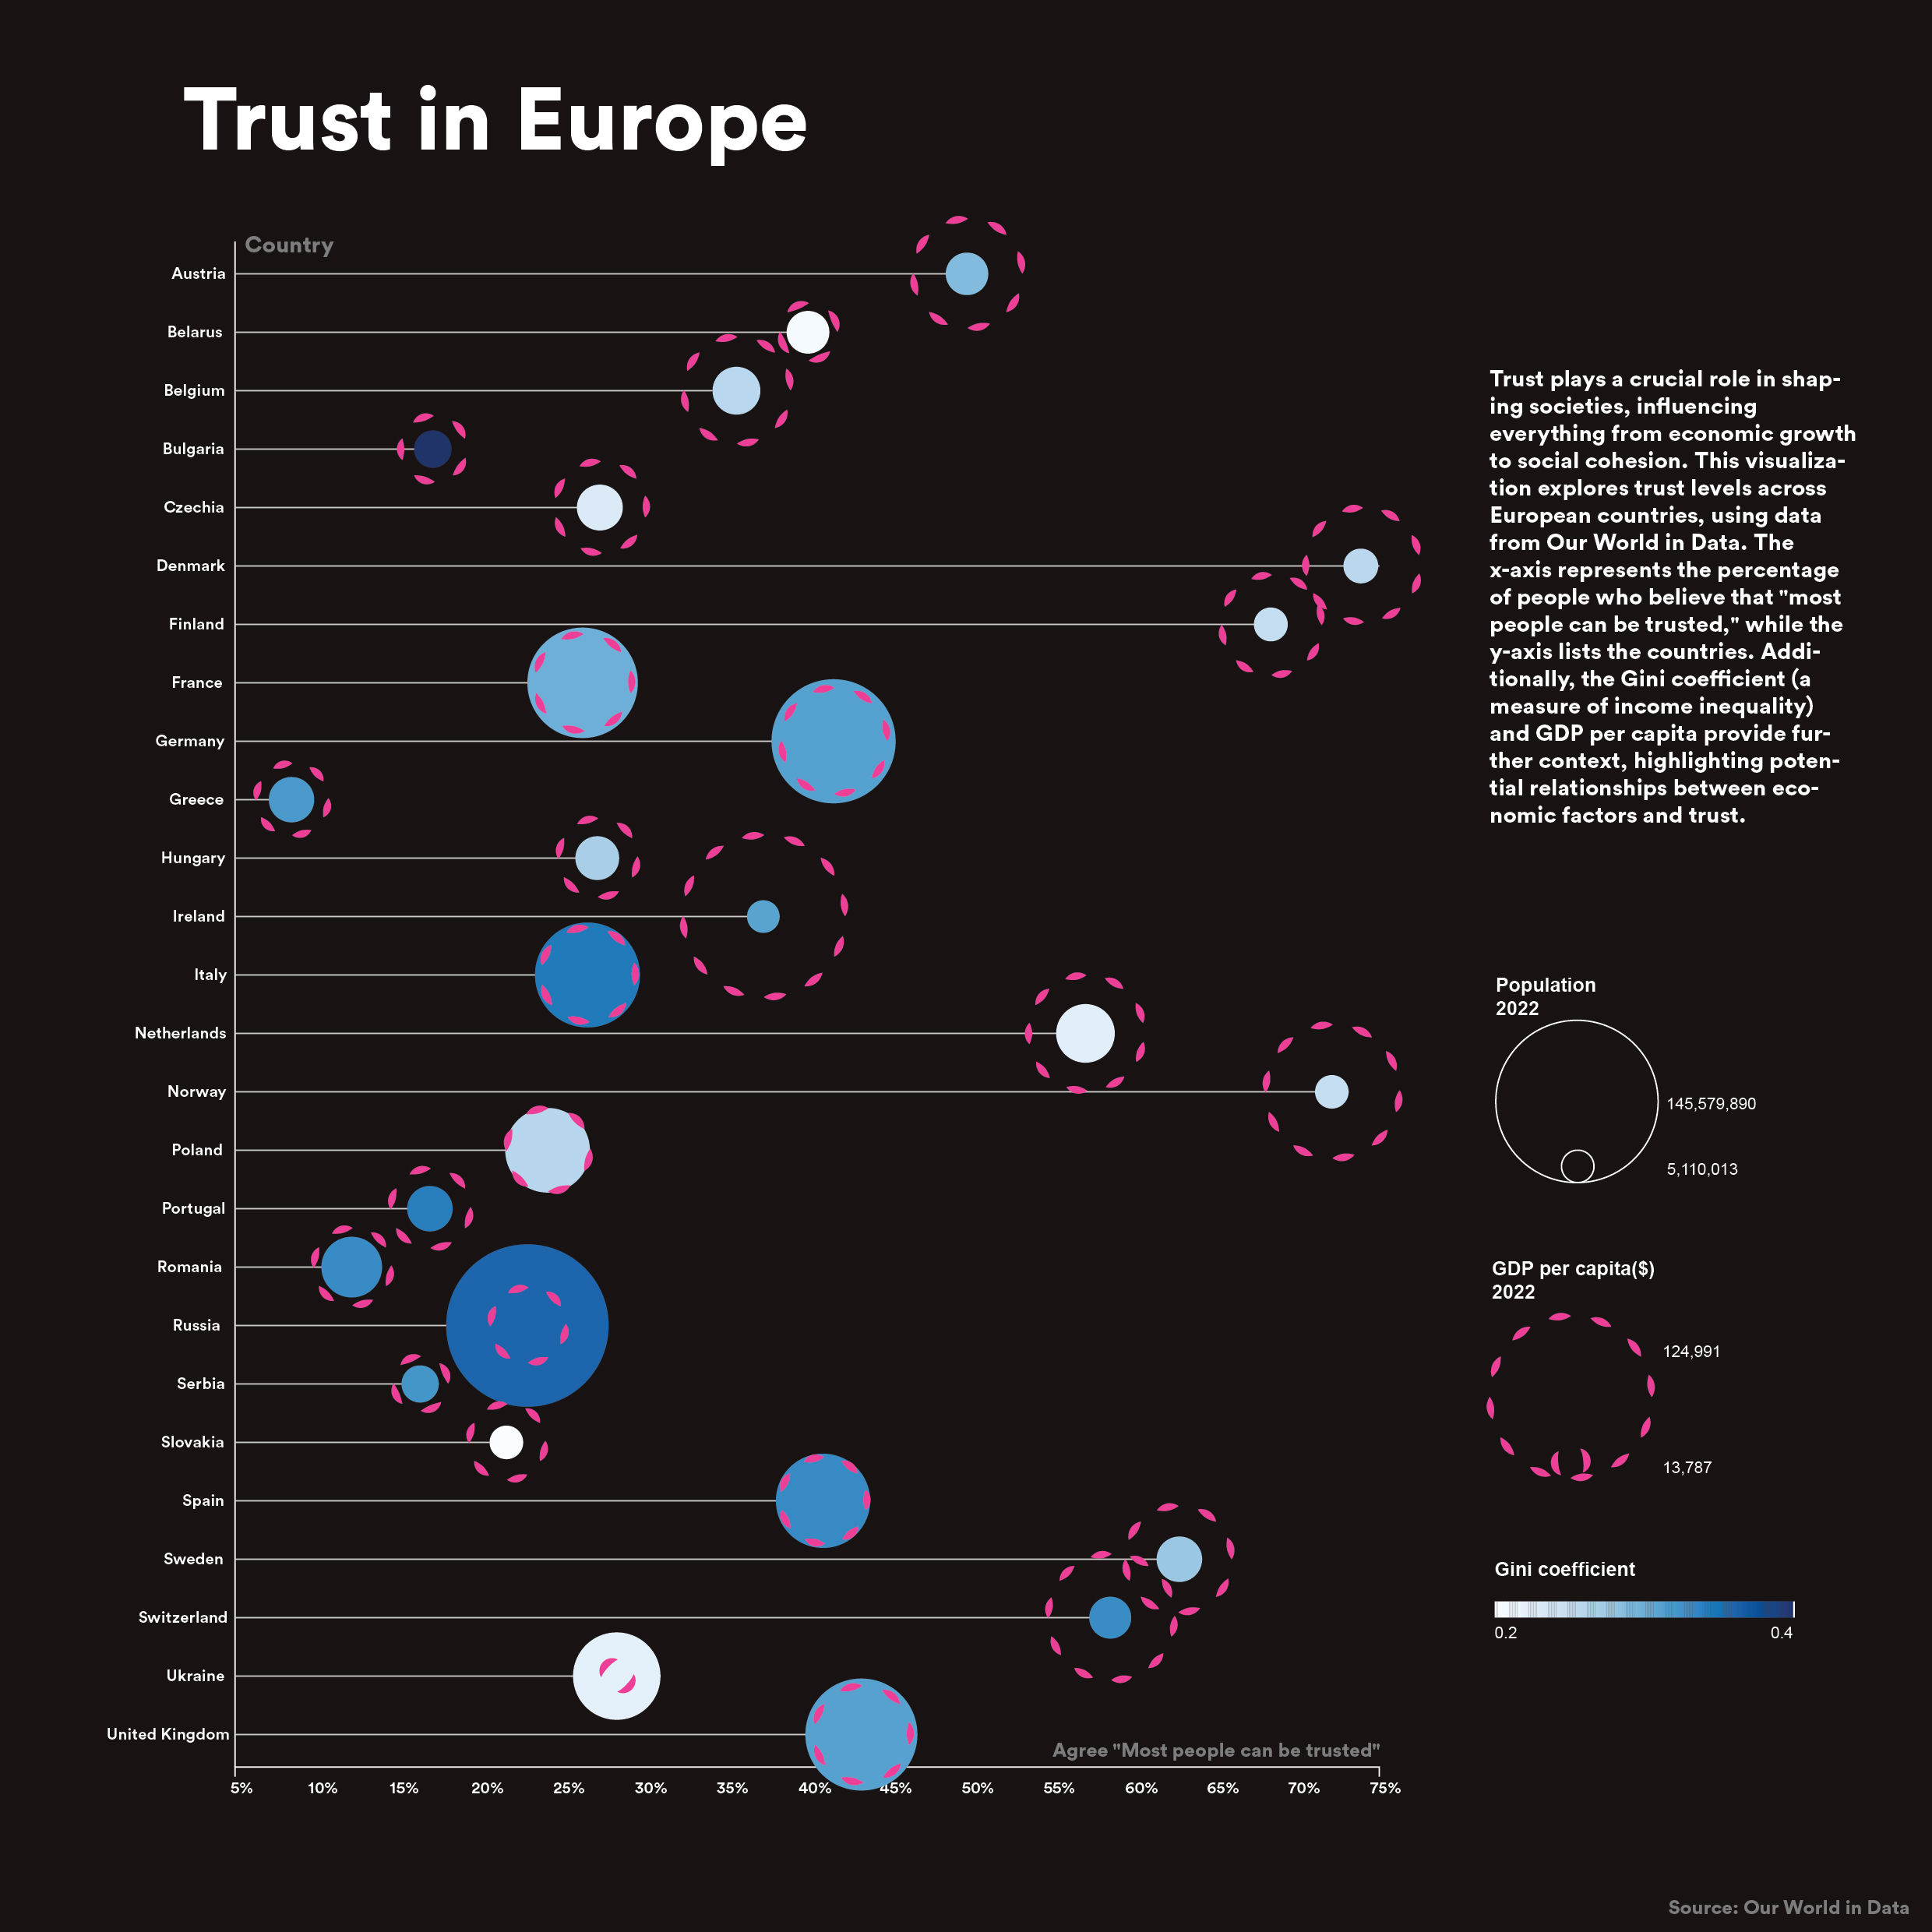 Trust in Europe
Country
Austria
Belarus
Belgium
Bulgaria
Czechia
Denmark
Finland
France
Germany
Greece
Hungary
Ireland
Italy
Netherlands
Norway
Poland
Portugal
Romania
Russia
Serbia
Slovakia
Spain
Sweden
Switzerland
Ukraine
United Kingdom
Agree "Most people can be trusted"
5% 10% 15% 20% 25% 30% 35% 40% 45% 50% 55% 60% 65% 70% 75%
Trust plays a crucial role in shap-
ing societies, influencing
everything from economic growth
to social cohesion. This visualiza-
tion explores trust levels across
European countries, using data
from Our World in Data. The
x-axis represents the percentage
of people who believe that "most
people can be trusted," while the
y-axis lists the countries. Addi-
tionally, the Gini coefficient (a
measure of income inequality)
and GDP per capita provide fur-
ther context, highlighting poten-
tial relationships between eco-
nomic factors and trust.
Population
2022
145,579,890
5,110,013
GDP per capita($)
2022
124,991
13,787
Gini coefficient
0.2 0.4
Source: Our World in Data